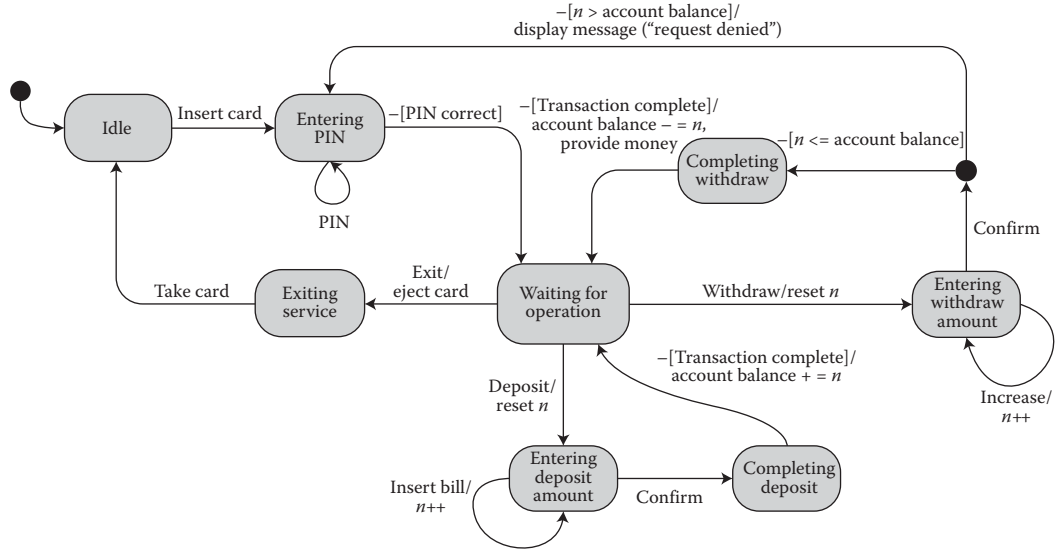 –[n > account balance]/
display message (“request denied”)
Idle
Insert card
Entering
PIN
–[PIN correct]
PIN
–[Transaction complete]/
account balance – = n,
provide money
Completing
withdraw
–[n <= account balance]
Confirm
Take card
Exiting
service
Exit/
eject card
Waiting for
operation
Withdraw/reset n
Entering
withdraw
amount
Increase/
n++
Deposit/
reset n
–[Transaction complete]/
account balance + = n
Insert bill/
n++
Entering
deposit
amount
Confirm
Completing
deposit